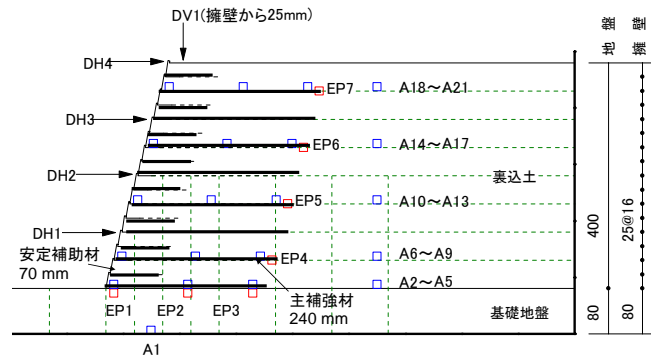 DV1(擁壁から25mm)
地盤
擁壁
DH4
EP7
A18～A21
DH3
EP6
A14～A17
DH2
裏込土
EP5
A10～A13
DH1
400
25@16
安定補助材
70 mm
EP4
A6～A9
主補強材
240 mm
A2～A5
EP1
EP2
EP3
基礎地盤
80
80
A1